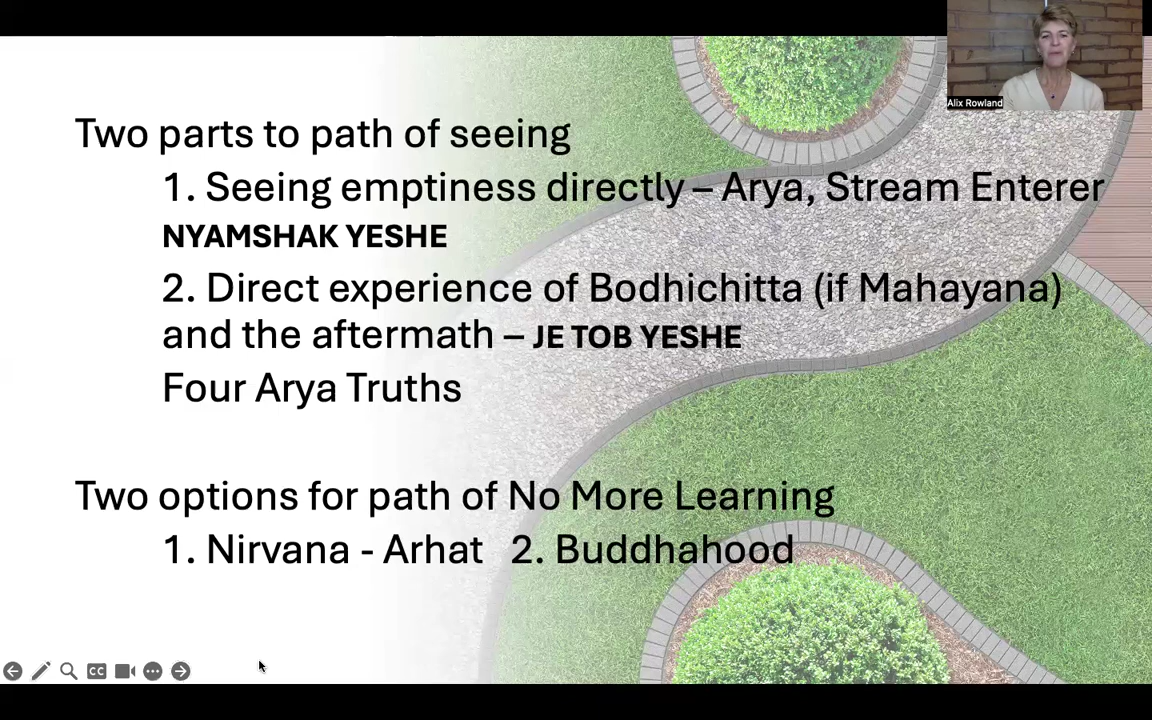 Alix Rowland
Two parts to path of seeing
1. Seeing emptiness directly – Arya, Stream Enterer
NYAMSHAK YESHE
2. Direct experience of Bodhichitta (if Mahayana)
and the aftermath – JE TOB YESHE
Four Arya Truths
Two options for path of No More Learning
1. Nirvana - Arhat 2. Buddhahood
CC